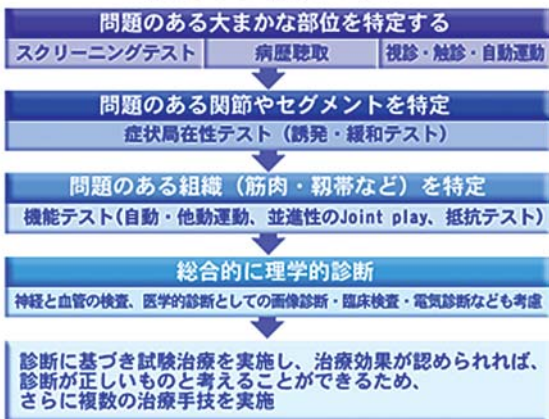 問題のある大まかな部位を特定する
スクリーニングテスト 病歴聴取 視診・触診・自動運動
問題のある関節やセグメントを特定
症状局在性テスト（誘発・緩和テスト）
問題のある組織（筋肉・靱帯など）を特定
機能テスト(自動・他動運動、並進性のJoint play、抵抗テスト)
総合的に理学的診断
神経と血管の検査、医学的診断としての画像診断・臨床検査・電気診断なども考慮
診断に基づき試験治療を実施し、治療効果が認められれば、
診断が正しいものと考えることができるため、
さらに複数の治療手技を実施